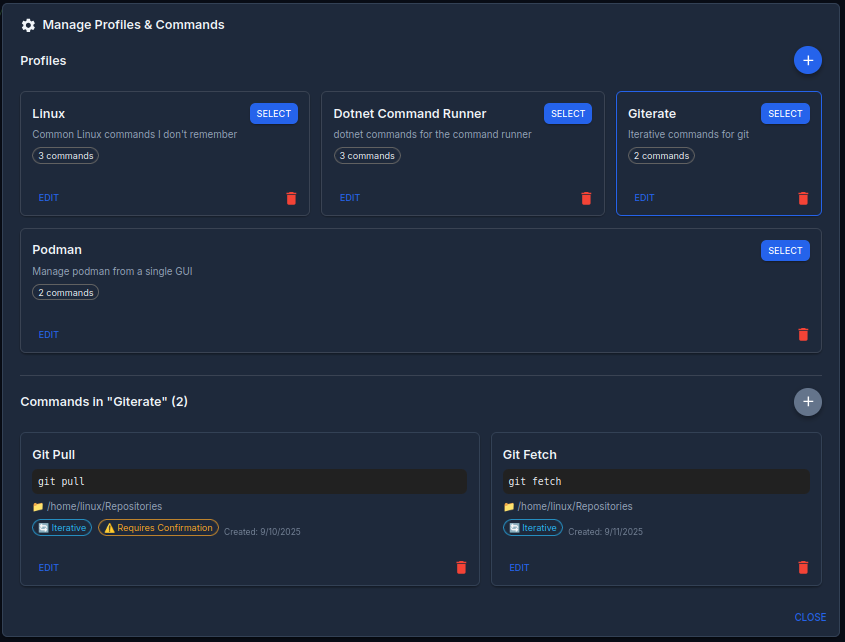 Manage Profiles & Commands
Profiles
+
Linux SELECT
Common Linux commands I don't remember
3 commands
EDIT
Dotnet Command Runner SELECT
dotnet commands for the command runner
3 commands
EDIT
Giterate SELECT
Iterative commands for git
2 commands
EDIT
Podman SELECT
Manage podman from a single GUI
2 commands
EDIT
Commands in "Giterate" (2)
+
Git Pull
git pull
/home/linux/Repositories
Iterative Requires Confirmation Created: 9/10/2025
EDIT
Git Fetch
git fetch
/home/linux/Repositories
Iterative Created: 9/11/2025
EDIT
CLOSE